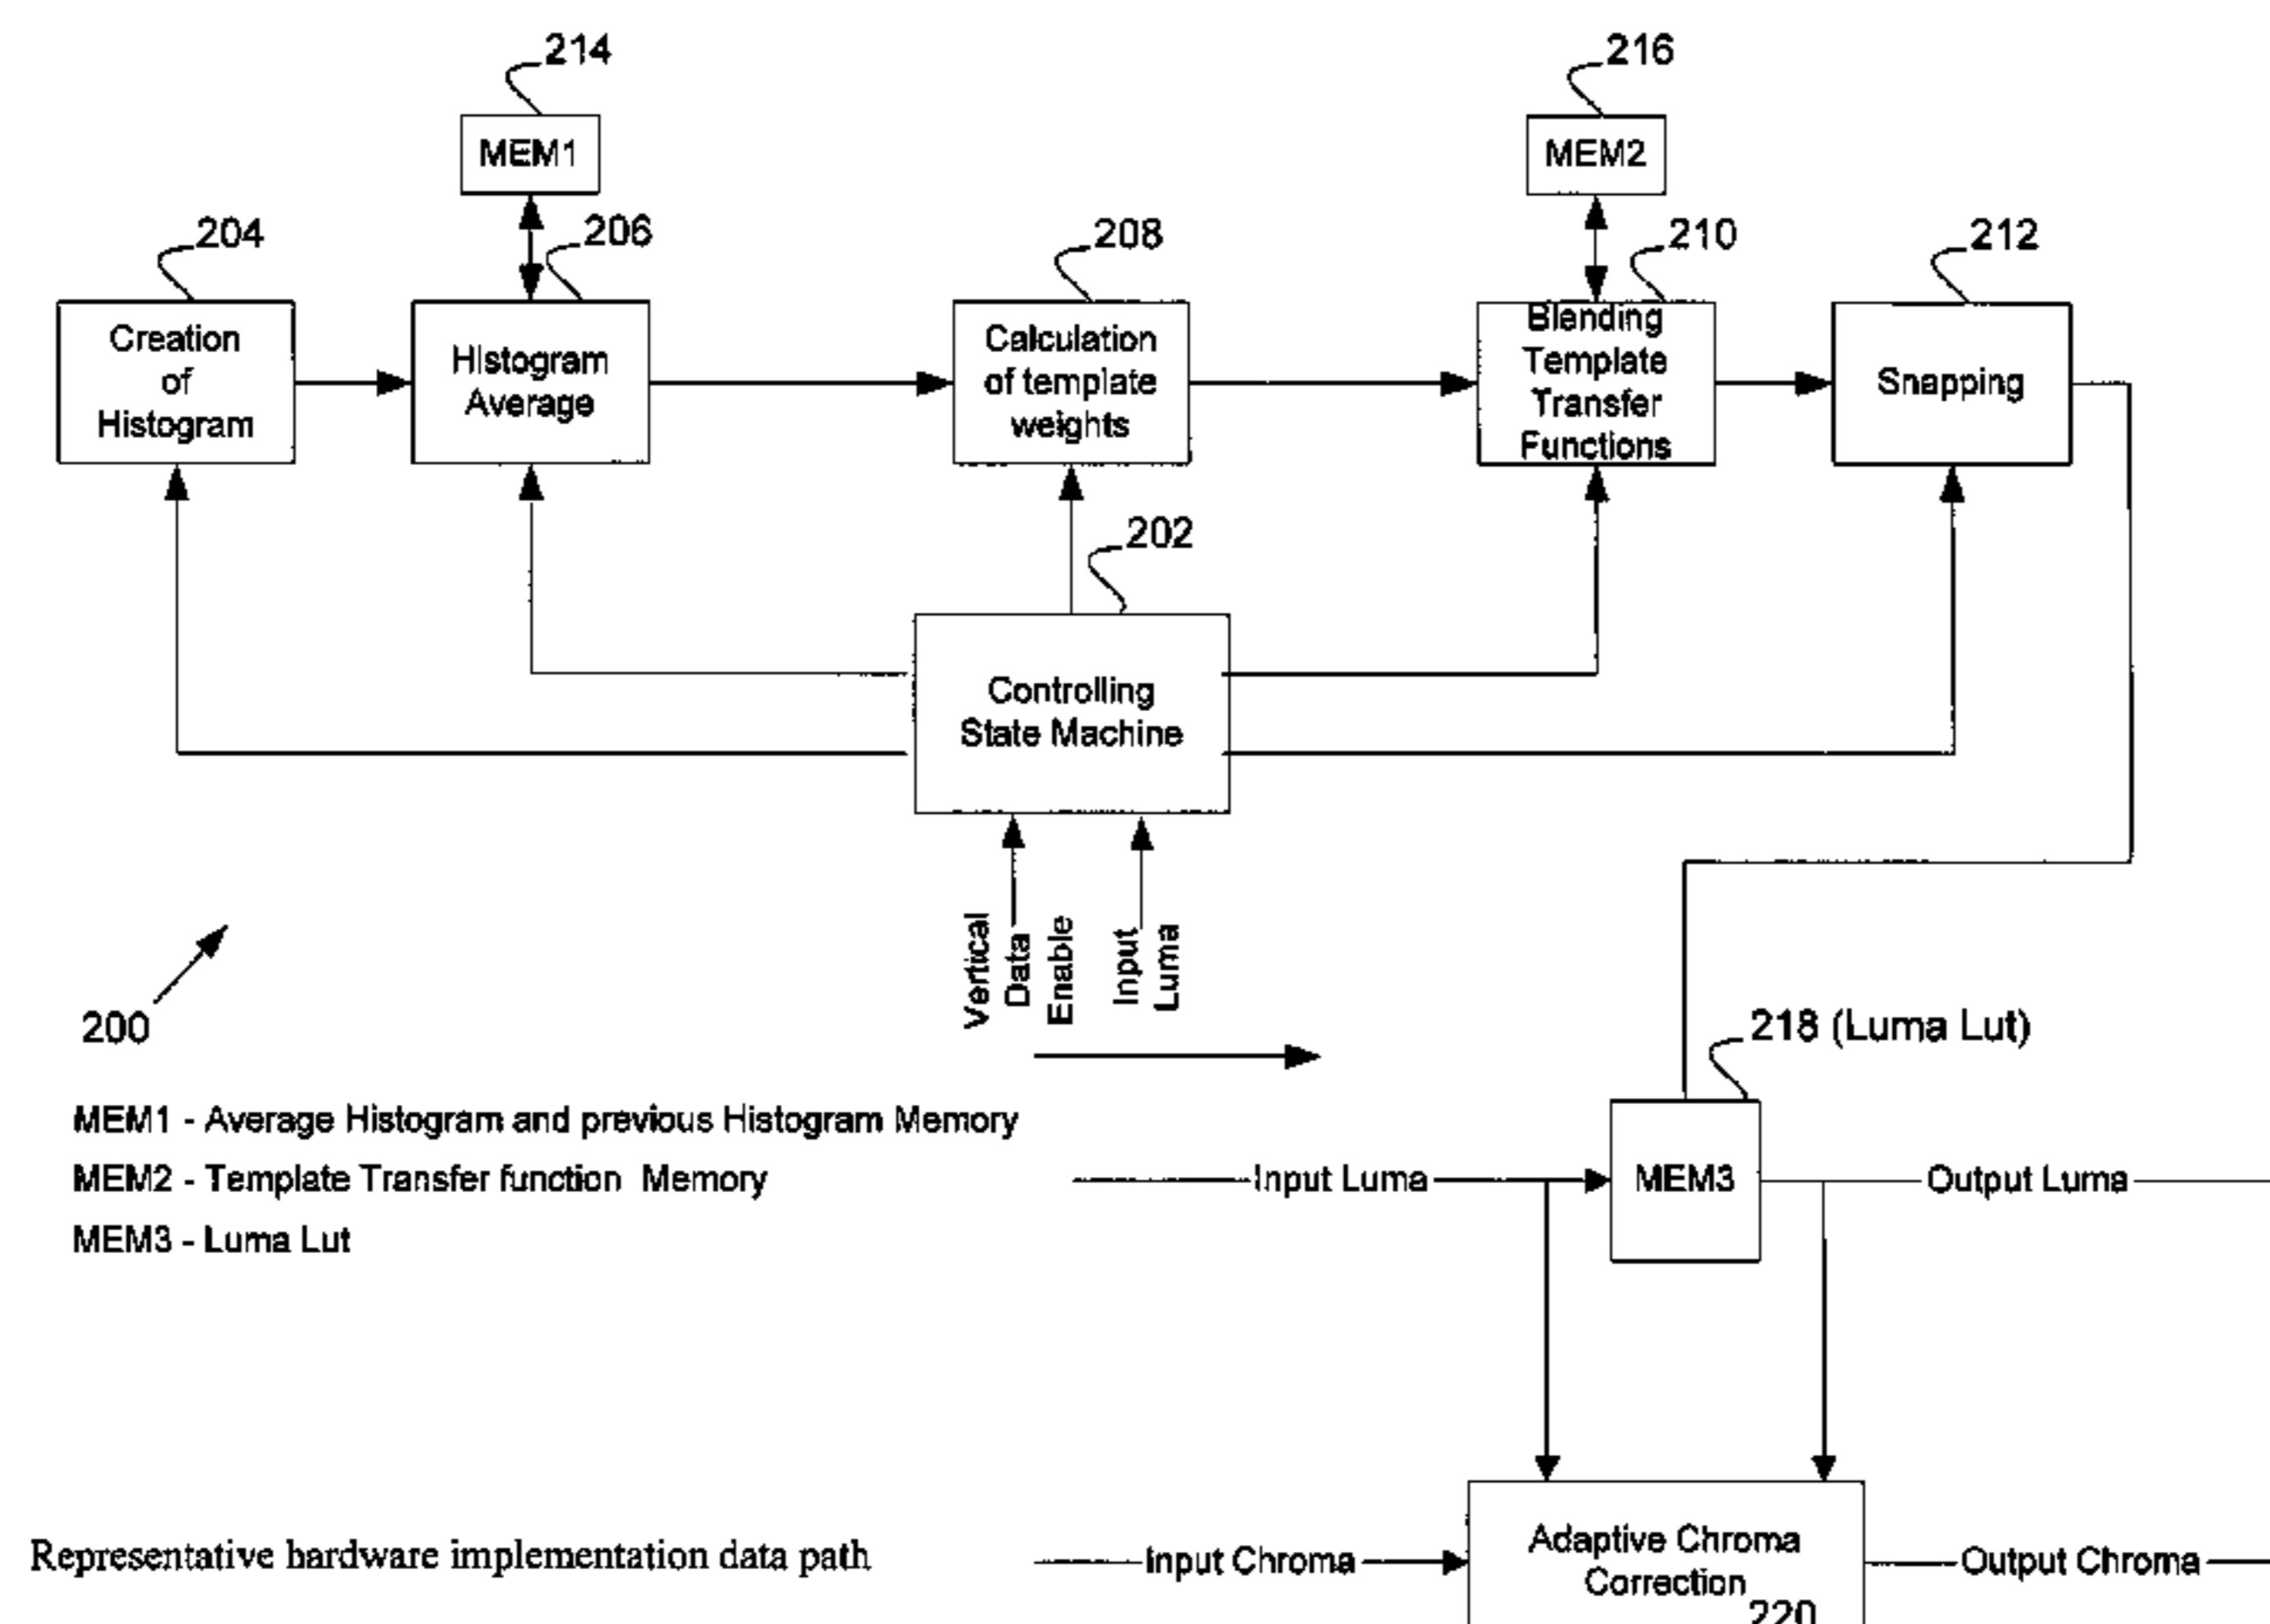 214
216
MEM1
MEM2
204
206
208
210
212
Creation
of
Histogram
Histogram
Average
Calculation
of template
weights
Blending
Template
Transfer
Functions
Snapping
202
Controlling
State Machine
Vertical
Data
Enable
Input
Luma
200
218 (Luma Lut)
MEM1 - Average Histogram and previous Histogram Memory
MEM2 - Template Transfer function Memory
MEM3 - Luma Lut
Input Luma
MEM3
Output Luma
Representative hardware implementation data path
Input Chroma
Adaptive Chroma
Correction
220
Output Chroma